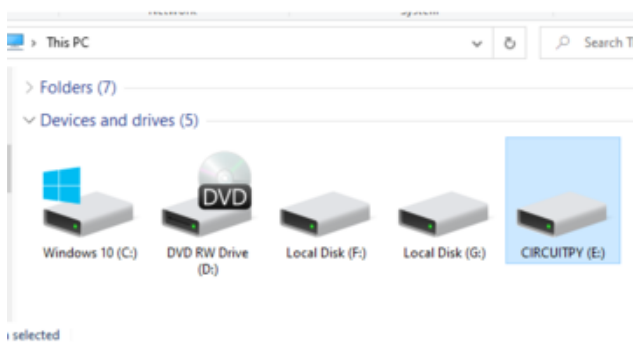 This PC
Search T
Folders (7)
Devices and drives (5)
DVD
Windows 10 (C:)
DVD RW Drive
(D:)
Local Disk (F:)
Local Disk (G:)
CIRCUITPY (E:)
selected